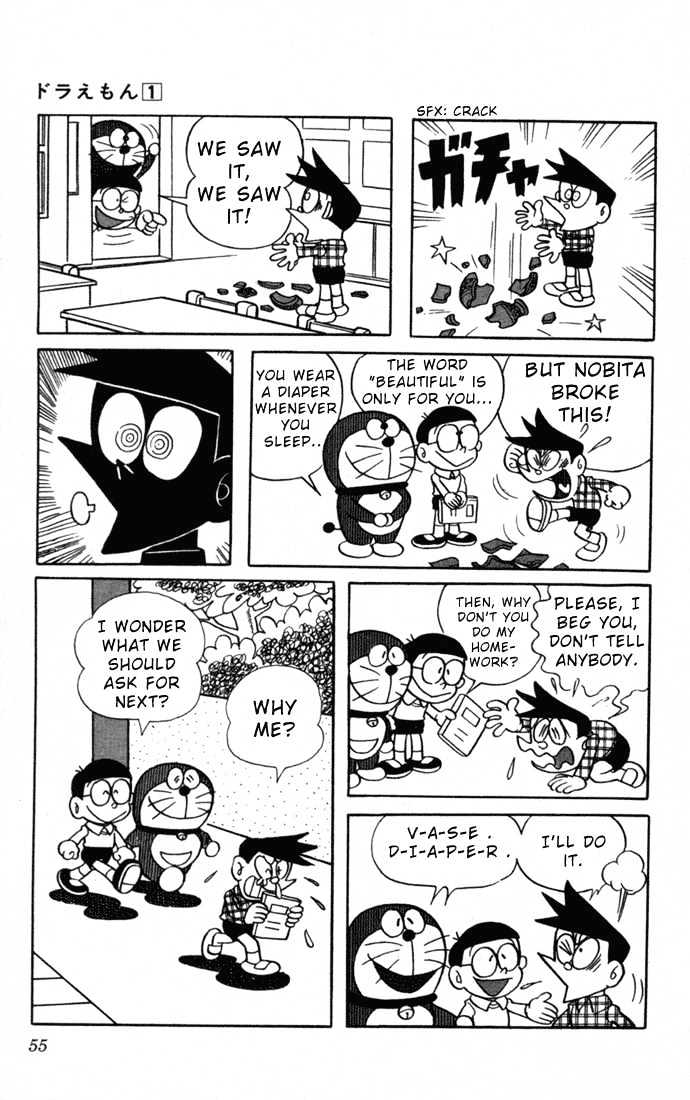 ドラえもん1
SFX: CRACK
ガチャ
WE SAW
IT,
WE SAW
IT!
BUT NOBITA
BROKE
THIS!
THE WORD
"BEAUTIFUL" IS
ONLY FOR YOU...
YOU WEAR
A DIAPER
WHENEVER
YOU
SLEEP..
PLEASE, I
BEG YOU,
DON'T TELL
ANYBODY.
THEN, WHY
DON'T YOU
DO MY
HOME-
WORK?
I'LL DO
IT.
V-A-S-E .
D-I-A-P-E-R .
WHY
ME?
I WONDER
WHAT WE
SHOULD
ASK FOR
NEXT?
55